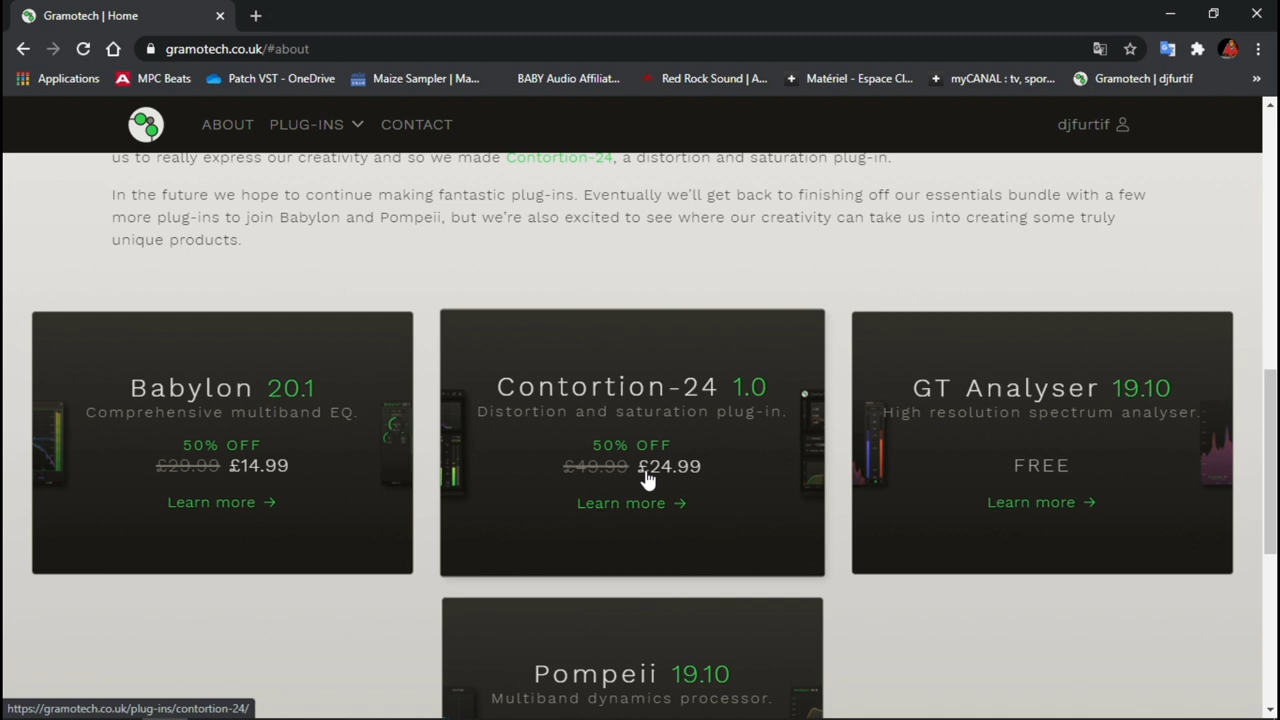 Gramotech | Home
gramotech.co.uk/#about
Applications
MPC Beats
Patch VST - OneDrive
Maize Sampler | Ma...
BABY Audio Affiliat...
Red Rock Sound | A...
Matériel - Espace Cl...
myCANAL : tv, spor...
Gramotech | djfurtif
»
ABOUT PLUG-INS CONTACT
djfurtif
us to really express our creativity and so we made Contortion-24, a distortion and saturation plug-in.
In the future we hope to continue making fantastic plug-ins. Eventually we'll get back to finishing off our essentials bundle with a few
more plug-ins to join Babylon and Pompeii, but we're also excited to see where our creativity can take us into creating some truly
unique products.
Babylon 20.1
Comprehensive multiband EQ.
50% OFF
£29.99 £14.99
Learn more →
Contortion-24 1.0
Distortion and saturation plug-in.
50% OFF
£49.99 £24.99
Learn more →
GT Analyser 19.10
High resolution spectrum analyser.
FREE
Learn more →
Pompeii 19.10
Multiband dynamics processor.
https://gramotech.co.uk/plug-ins/contortion-24/